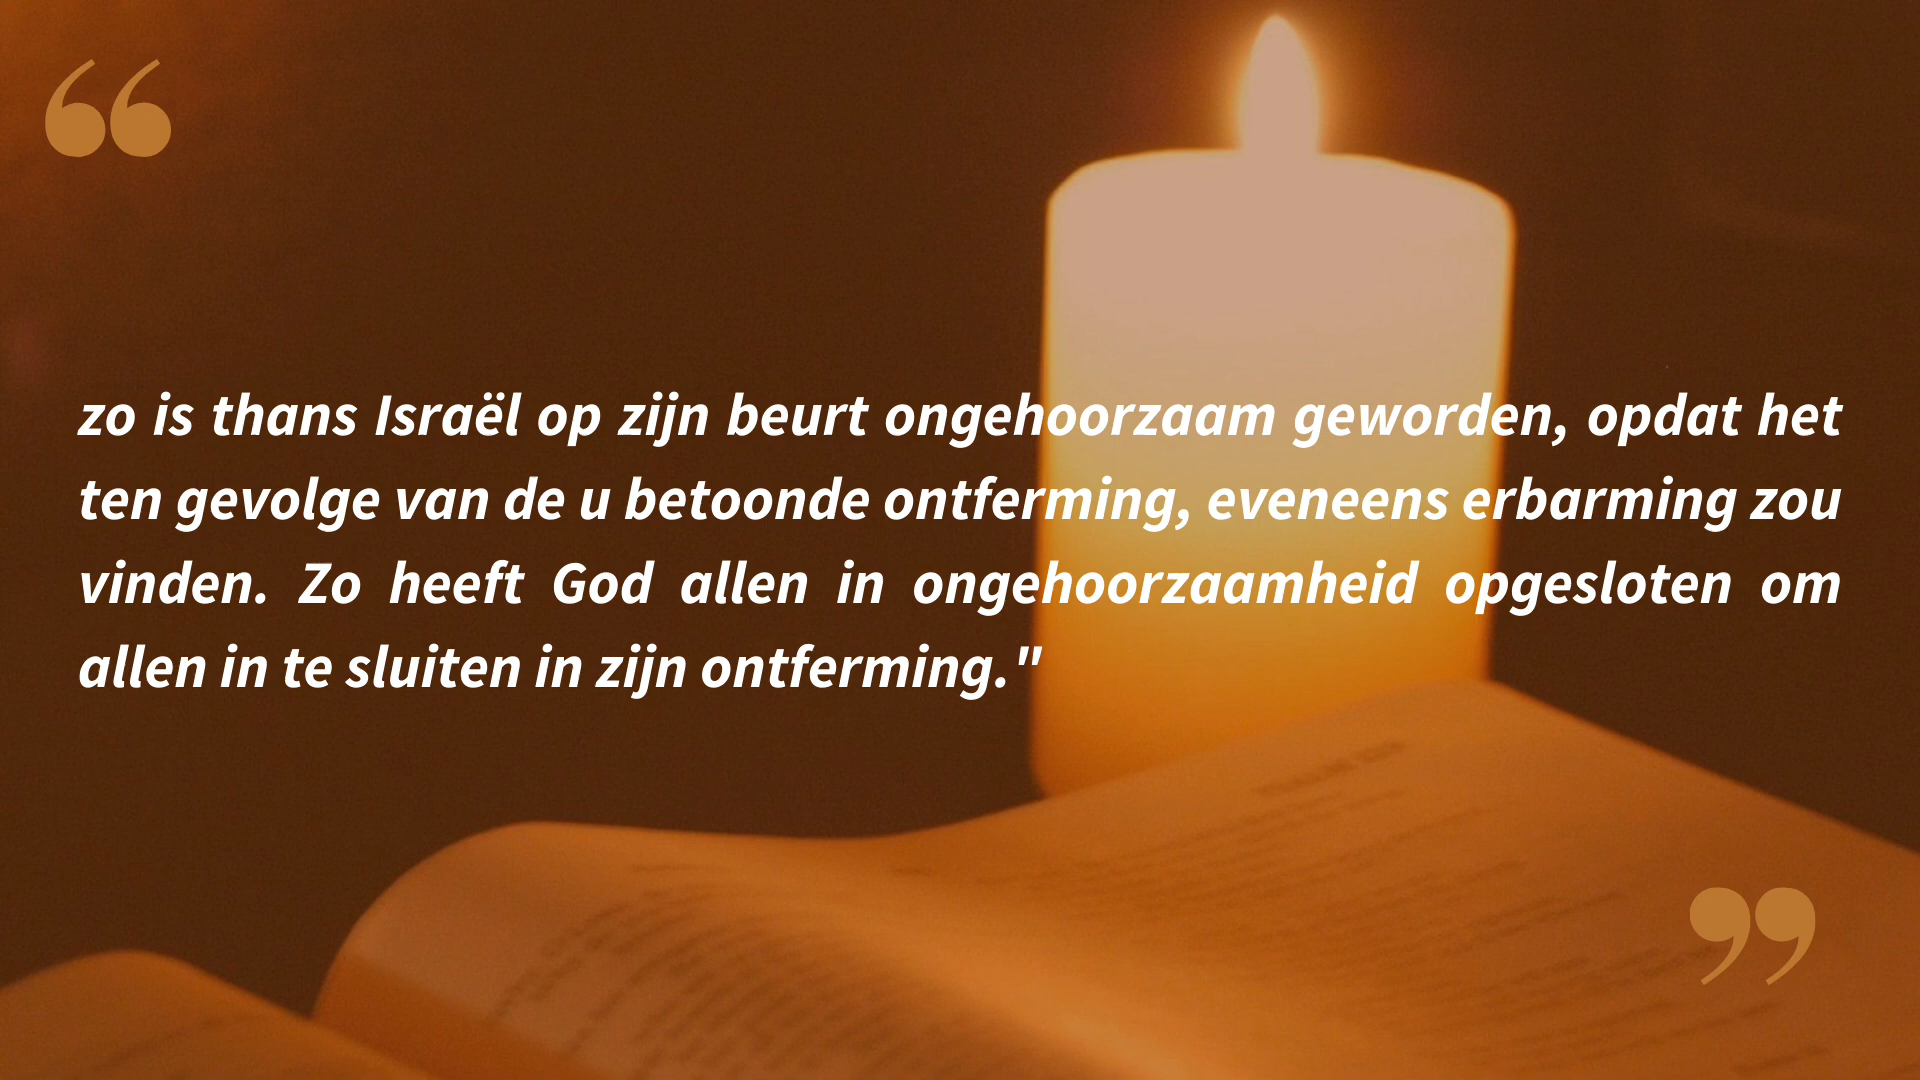 “
zo is thans Israël op zijn beurt ongehoorzaam geworden, opdat het
ten gevolge van de u betoonde ontferming, eveneens erbarming zou
vinden. Zo heeft God allen in ongehoorzaamheid opgesloten om
allen in te sluiten in zijn ontferming."
”